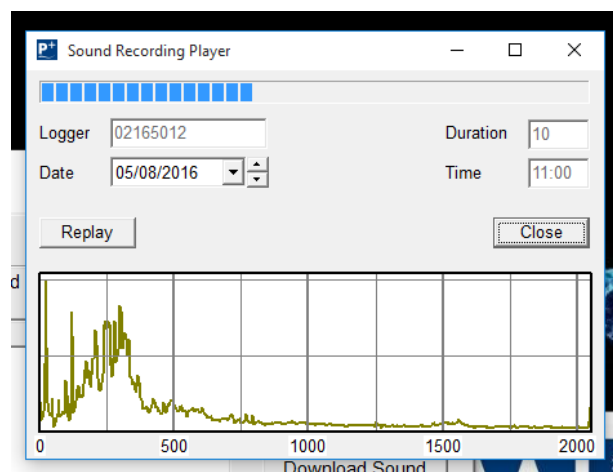 P+ Sound Recording Player
Logger 02165012 Duration 10
Date 05/08/2016 Time 11:00
Replay Close
d
0 500 1000 1500 2000
Download Sound